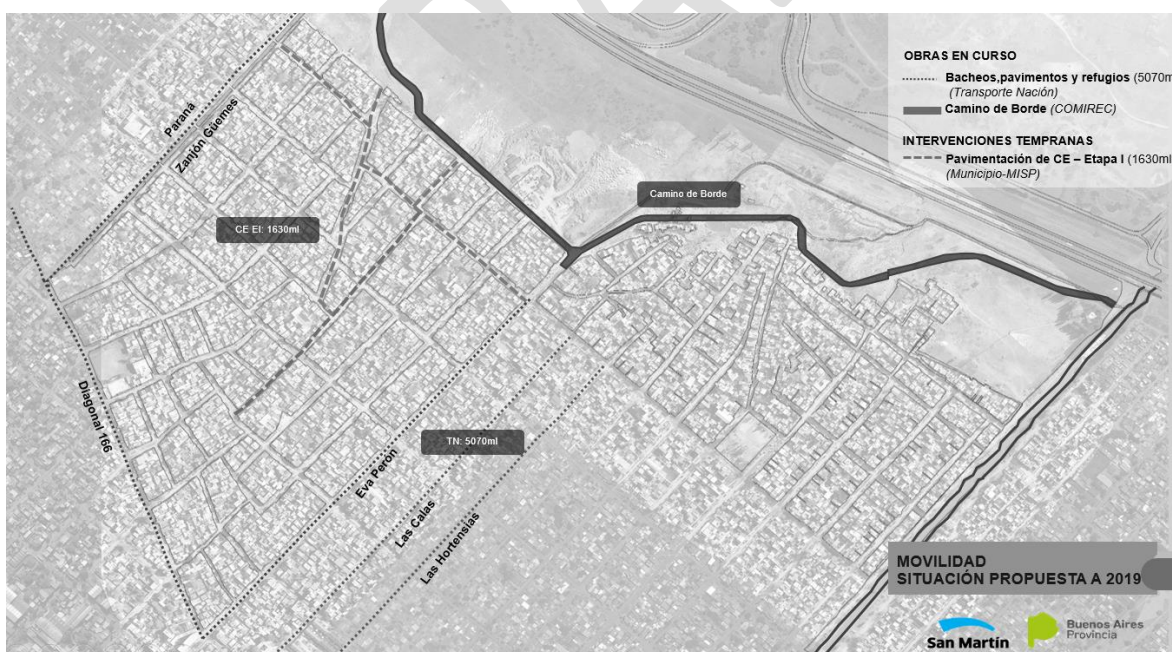 OBRAS EN CURSO
Bacheos,pavimentos y refugios (5070m
(Transporte Nación)
Camino de Borde (COMIREC)
INTERVENCIONES TEMPRANAS
Pavimentación de CE – Etapa I (1630ml
(Municipio-MISP)
Paraná
Zanjón Güemes
Camino de Borde
CE EI: 1630ml
Diagonal 166
TN: 5070ml
Eva Perón
Las Calas
Las Hortensias
MOVILIDAD
SITUACIÓN PROPUESTA A 2019
San Martín
Buenos Aires
Provincia